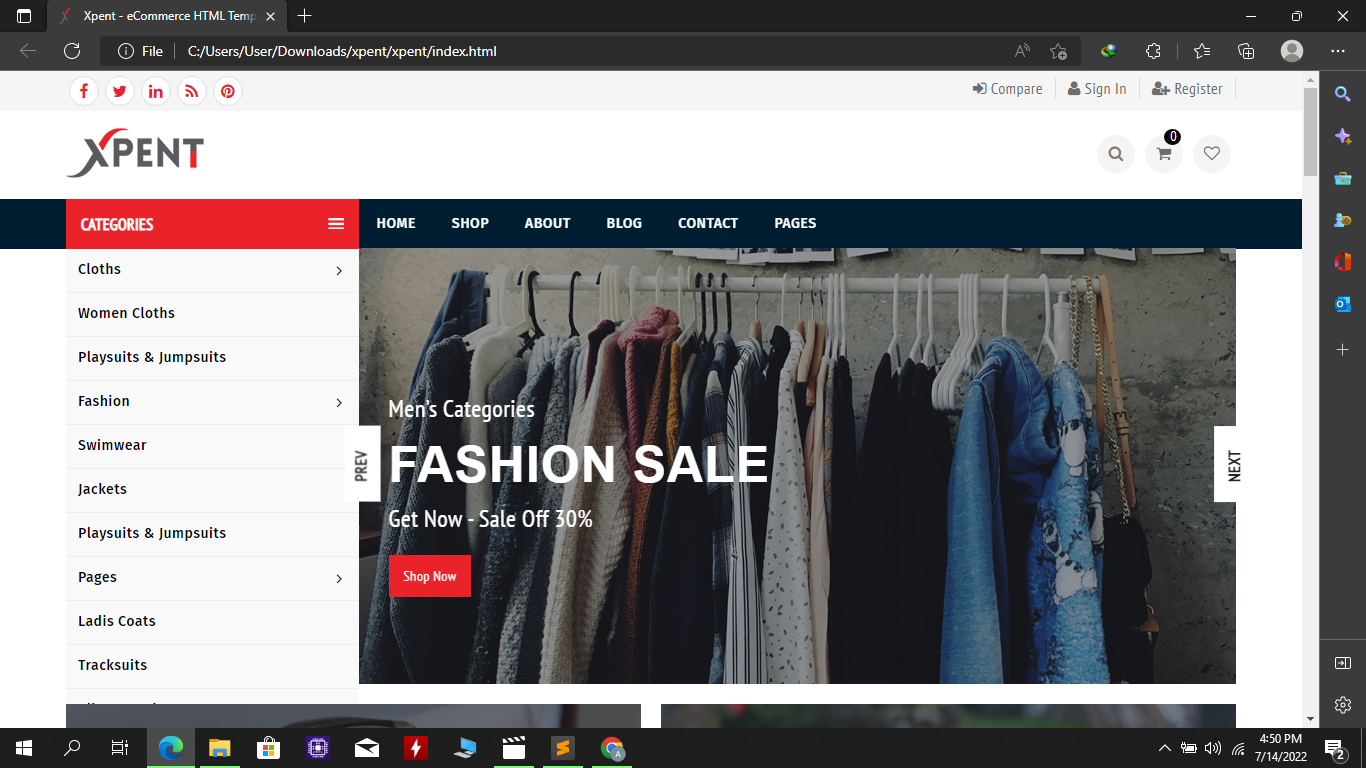 Xpent - eCommerce HTML Temp
File
C:/Users/User/Downloads/xpent/xpent/index.html
Compare
Sign In
Register
XPENT
0
CATEGORIES
HOME
SHOP
ABOUT
BLOG
CONTACT
PAGES
Cloths
Women Cloths
Playsuits & Jumpsuits
Fashion
Swimwear
Jackets
Playsuits & Jumpsuits
Pages
Ladis Coats
Tracksuits
Men's Categories
FASHION SALE
Get Now - Sale Off 30%
Shop Now
PREV
NEXT
4:50 PM
7/14/2022
2